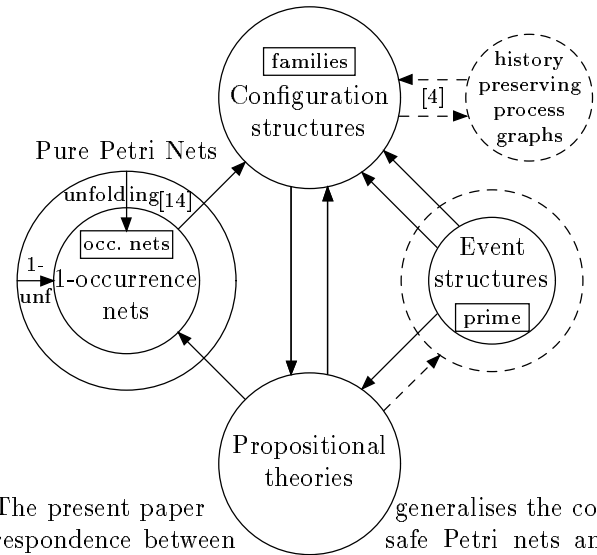 families
Configuration
structures
[4]
history
preserving
process
graphs
Pure Petri Nets
unfolding[14]
occ. nets
1-
unf
1-occurrence
nets
Event
structures
prime
Propositional
theories
The present paper
generalises the co
respondence between
safe Petri nets an